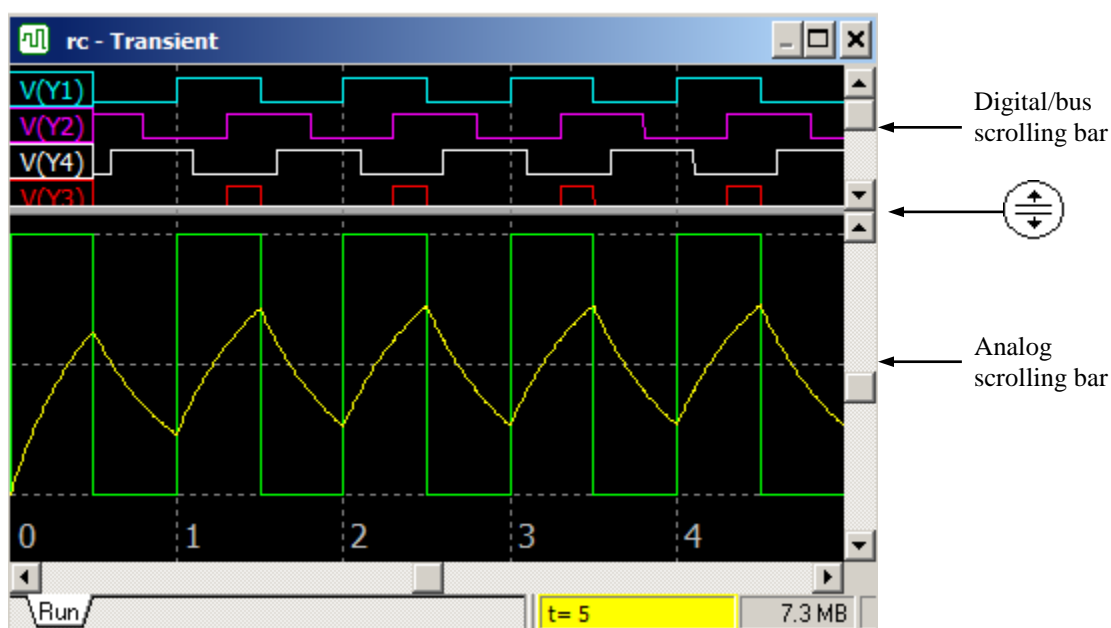 rc - Transient
V(Y1)
V(Y2)
V(Y4)
V(Y3)
Digital/bus
scrolling bar
Analog
scrolling bar
0 1 2 3 4
Run
t= 5
7.3 MB